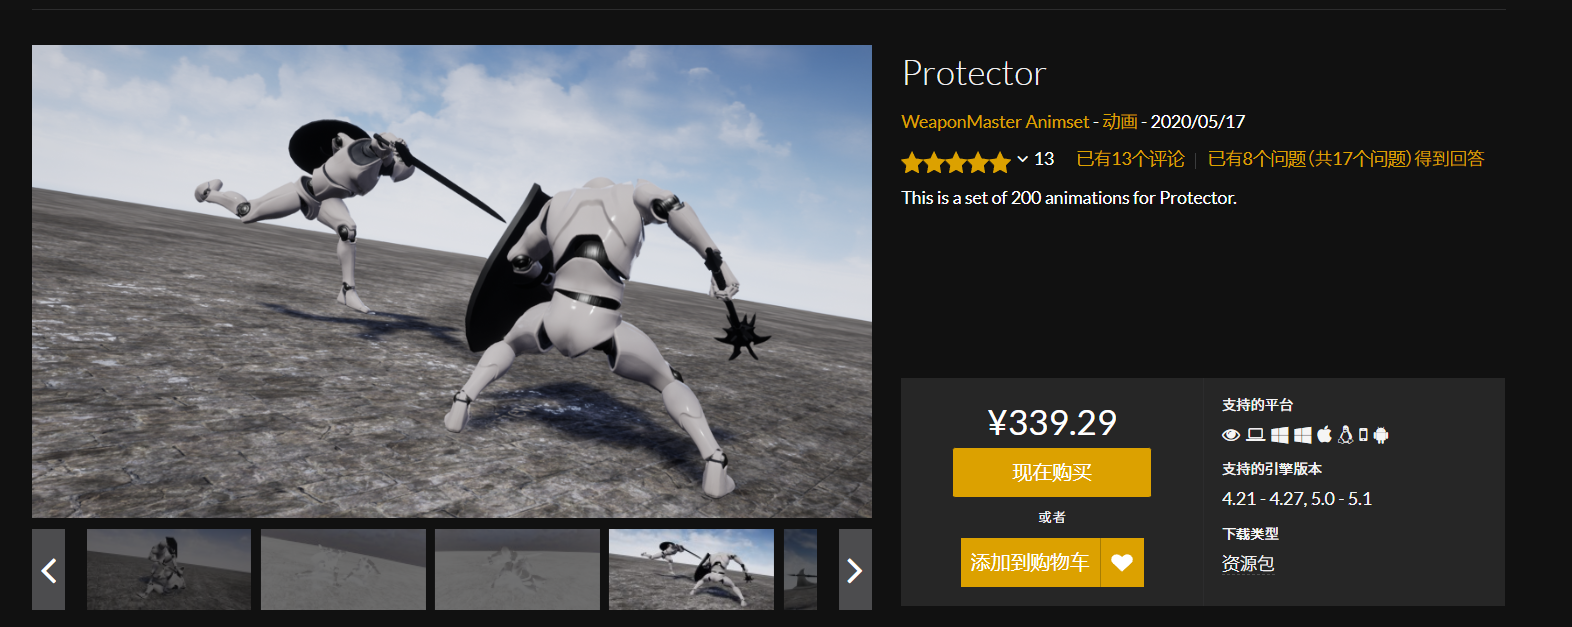 Protector
WeaponMaster Animset - 动画 - 2020/05/17
13 已有13个评论 | 已有8个问题(共17个问题)得到回答
This is a set of 200 animations for Protector.
¥339.29
现在购买
或者
添加到购物车
支持的平台
支持的引擎版本
4.21 - 4.27, 5.0 - 5.1
下载类型
资源包